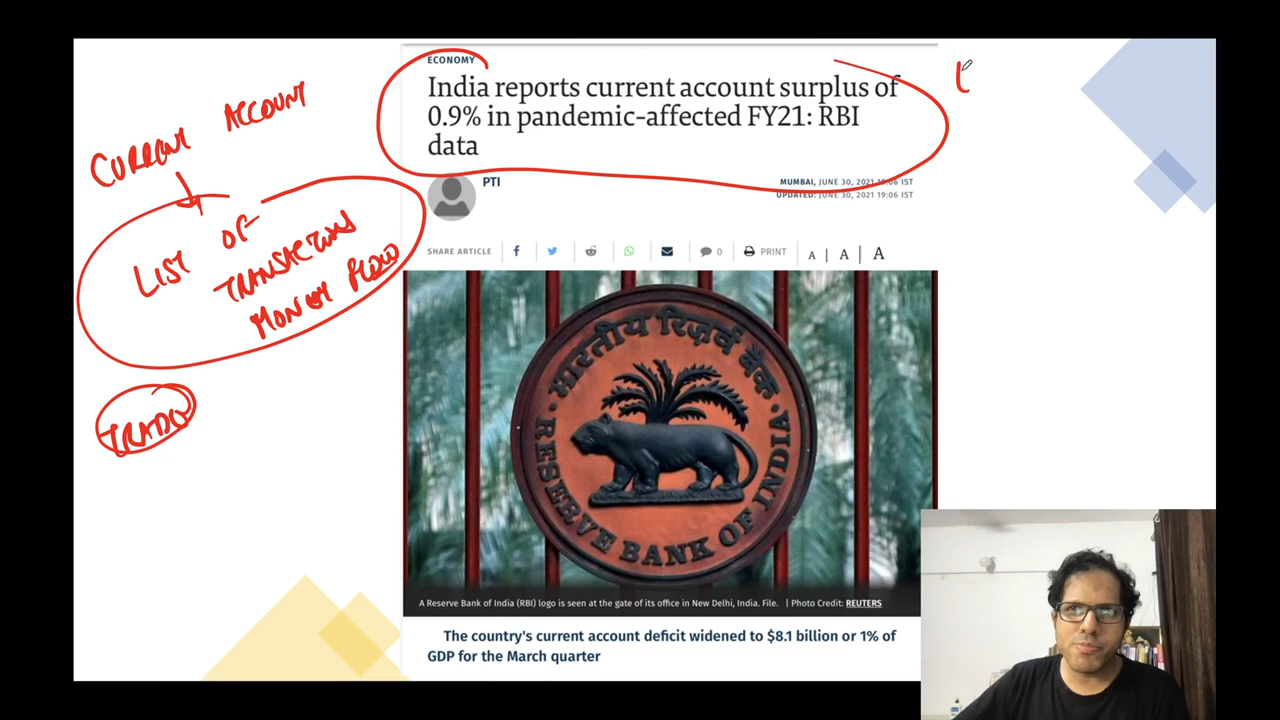 ECONOMY
India reports current account surplus of
0.9% in pandemic-affected FY21: RBI
data
PTI
MUMBAI, JUNE 30, 2021 19:06 IST
UPDATED: JUNE 30, 2021 19:06 IST
SHARE ARTICLE
0
PRINT
A | A | A
CURRENT ACCOUNT
LIST OF
TRANSACTIONS
MONEY FLOW
TRADE
भारतीय रिज़र्व बैंक
RESERVE BANK OF INDIA
A Reserve Bank of India (RBI) logo is seen at the gate of its office in New Delhi, India. File. | Photo Credit: REUTERS
The country's current account deficit widened to $8.1 billion or 1% of
GDP for the March quarter